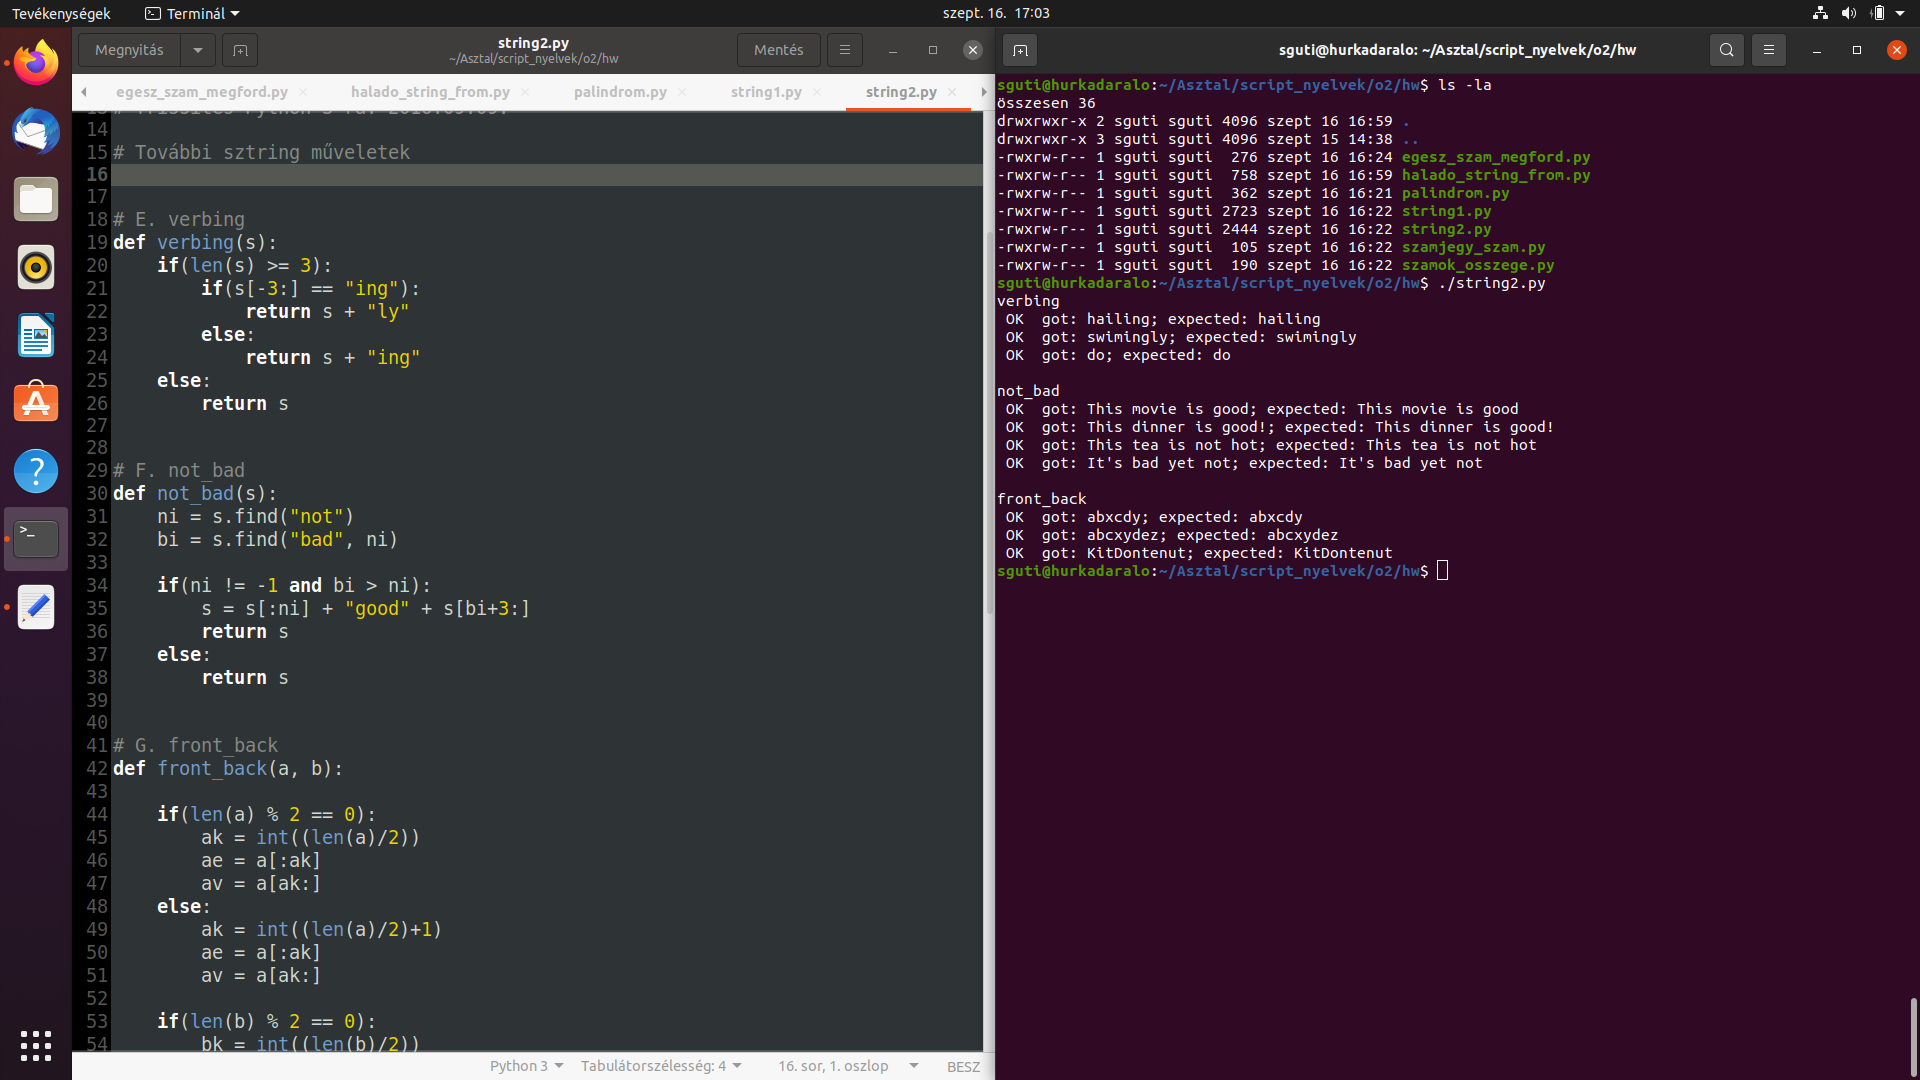 Tevékenységek
Terminál
szept. 16. 17:03
Megnyitás
string2.py
~/Asztal/script_nyelvek/o2/hw
Mentés
egesz_szam_megford.py
halado_string_from.py
palindrom.py
string1.py
string2.py
14
15 # További sztring műveletek
16
17
18 # E. verbing
19 def verbing(s):
20     if(len(s) >= 3):
21         if(s[-3:] == "ing"):
22             return s + "ly"
23         else:
24             return s + "ing"
25     else:
26         return s
27
28
29 # F. not_bad
30 def not_bad(s):
31     ni = s.find("not")
32     bi = s.find("bad", ni)
33
34     if(ni != -1 and bi > ni):
35         s = s[:ni] + "good" + s[bi+3:]
36         return s
37     else:
38         return s
39
40
41 # G. front_back
42 def front_back(a, b):
43
44     if(len(a) % 2 == 0):
45         ak = int((len(a)/2))
46         ae = a[:ak]
47         av = a[ak:]
48     else:
49         ak = int((len(a)/2)+1)
50         ae = a[:ak]
51         av = a[ak:]
52
53     if(len(b) % 2 == 0):
54         bk = int((len(b)/2))
Python 3
Tabulátorszélesség: 4
16. sor, 1. oszlop
BESZ
sguti@hurkadaralo: ~/Asztal/script_nyelvek/o2/hw
sguti@hurkadaralo:~/Asztal/script_nyelvek/o2/hw$ ls -la
összesen 36
drwxrwxr-x 2 sguti sguti 4096 szept 16 16:59 .
drwxrwxr-x 3 sguti sguti 4096 szept 15 14:38 ..
-rwxrw-r-- 1 sguti sguti  276 szept 16 16:24 egesz_szam_megford.py
-rwxrw-r-- 1 sguti sguti  758 szept 16 16:59 halado_string_from.py
-rwxrw-r-- 1 sguti sguti  362 szept 16 16:21 palindrom.py
-rwxrw-r-- 1 sguti sguti 2723 szept 16 16:22 string1.py
-rwxrw-r-- 1 sguti sguti 2444 szept 16 16:22 string2.py
-rwxrw-r-- 1 sguti sguti  105 szept 16 16:22 szamjegy_szam.py
-rwxrw-r-- 1 sguti sguti  190 szept 16 16:22 szamok_osszege.py
sguti@hurkadaralo:~/Asztal/script_nyelvek/o2/hw$ ./string2.py
verbing
 OK  got: hailing; expected: hailing
 OK  got: swimingly; expected: swimingly
 OK  got: do; expected: do
not_bad
 OK  got: This movie is good; expected: This movie is good
 OK  got: This dinner is good!; expected: This dinner is good!
 OK  got: This tea is not hot; expected: This tea is not hot
 OK  got: It's bad yet not; expected: It's bad yet not
front_back
 OK  got: abxcdy; expected: abxcdy
 OK  got: abcxydez; expected: abcxydez
 OK  got: KitDontenut; expected: KitDontenut
sguti@hurkadaralo:~/Asztal/script_nyelvek/o2/hw$